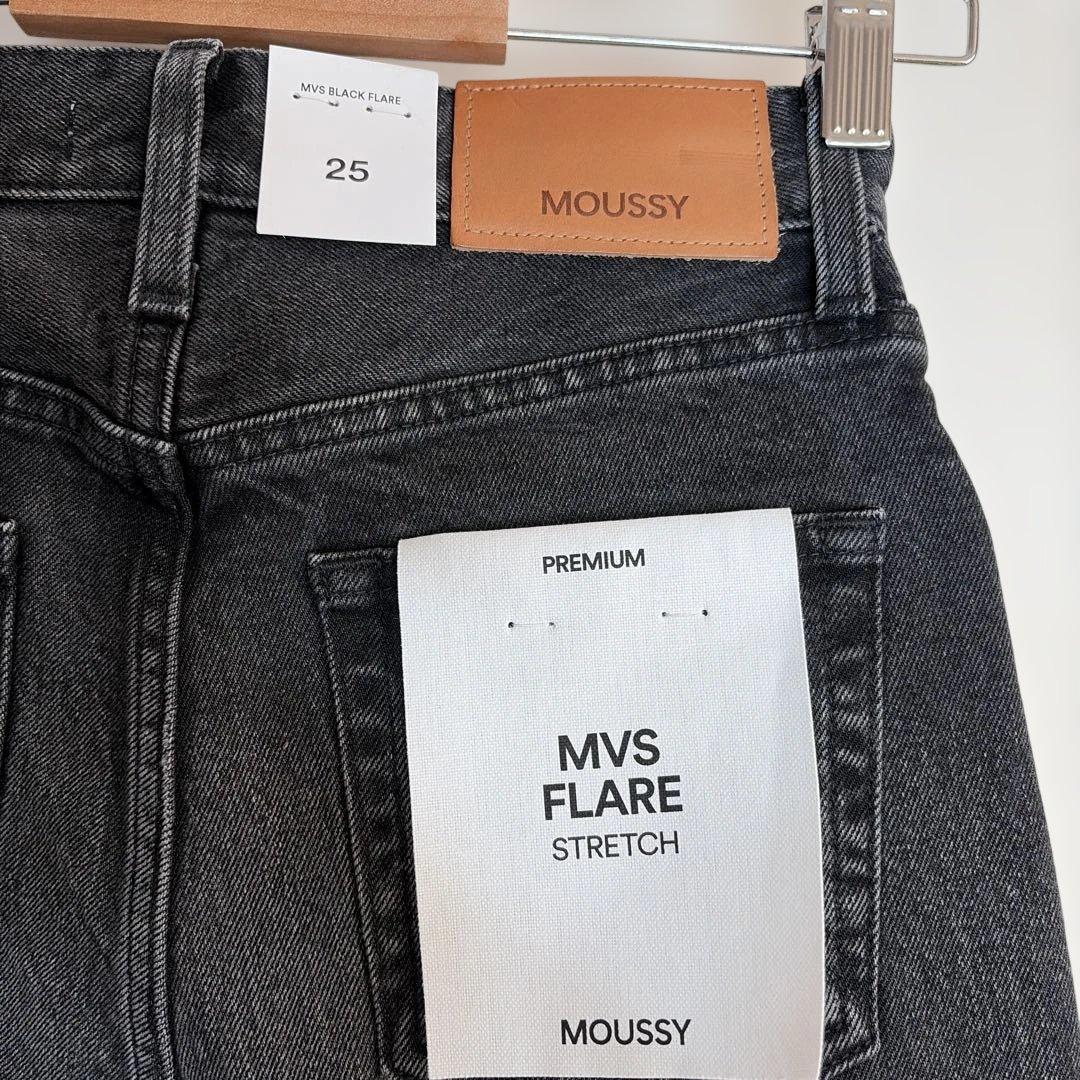 MVS BLACK FLARE
25
MOUSSY
PREMIUM
MVS
FLARE
STRETCH
MOUSSY